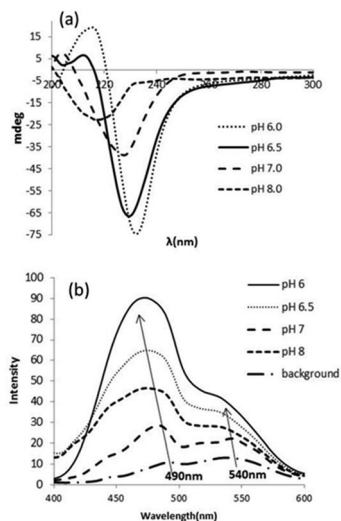 (a)
15
5
-5
-15
-25
-35
-45
-55
-65
-75
mdeg
200 220 240 260 280 300
pH 6.0
pH 6.5
pH 7.0
pH 8.0
λ(nm)
(b)
100
90
80
70
60
50
40
30
20
10
0
Intensity
pH 6
pH 6.5
pH 7
pH 8
background
490nm
540nm
400 450 500 550 600
Wavelength(nm)